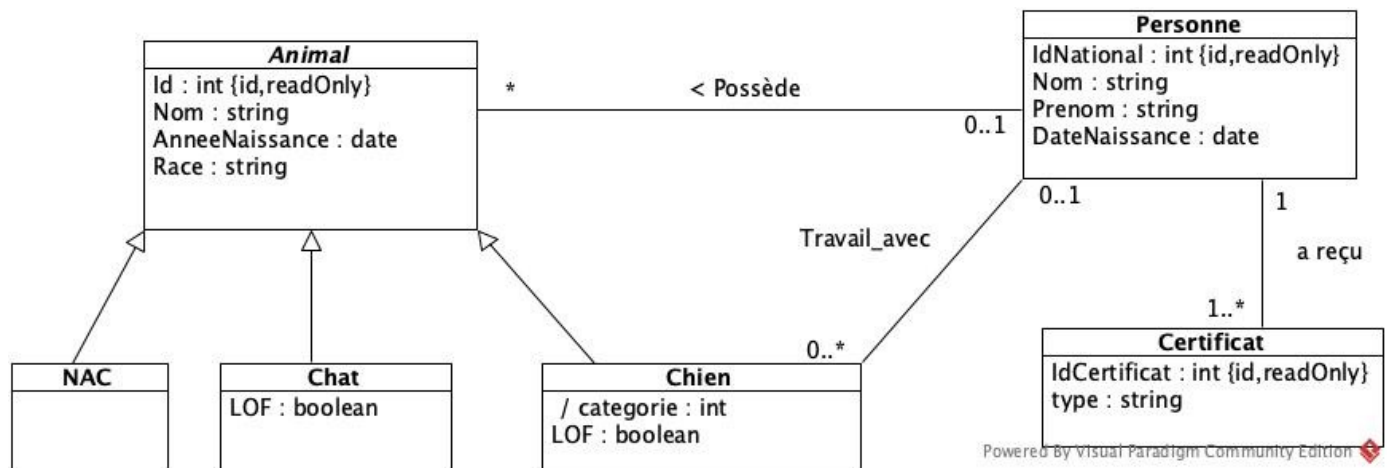 Animal
Id : int {id,readOnly}
Nom : string
AnneeNaissance : date
Race : string
*
< Possède
0..1
Personne
IdNational : int {id,readOnly}
Nom : string
Prenom : string
DateNaissance : date
0..1
Travail_avec
0..*
1
a reçu
1..*
NAC
Chat
LOF : boolean
Chien
/ categorie : int
LOF : boolean
Certificat
IdCertificat : int {id,readOnly}
type : string
Powered By Visual Paradigm Community Edition